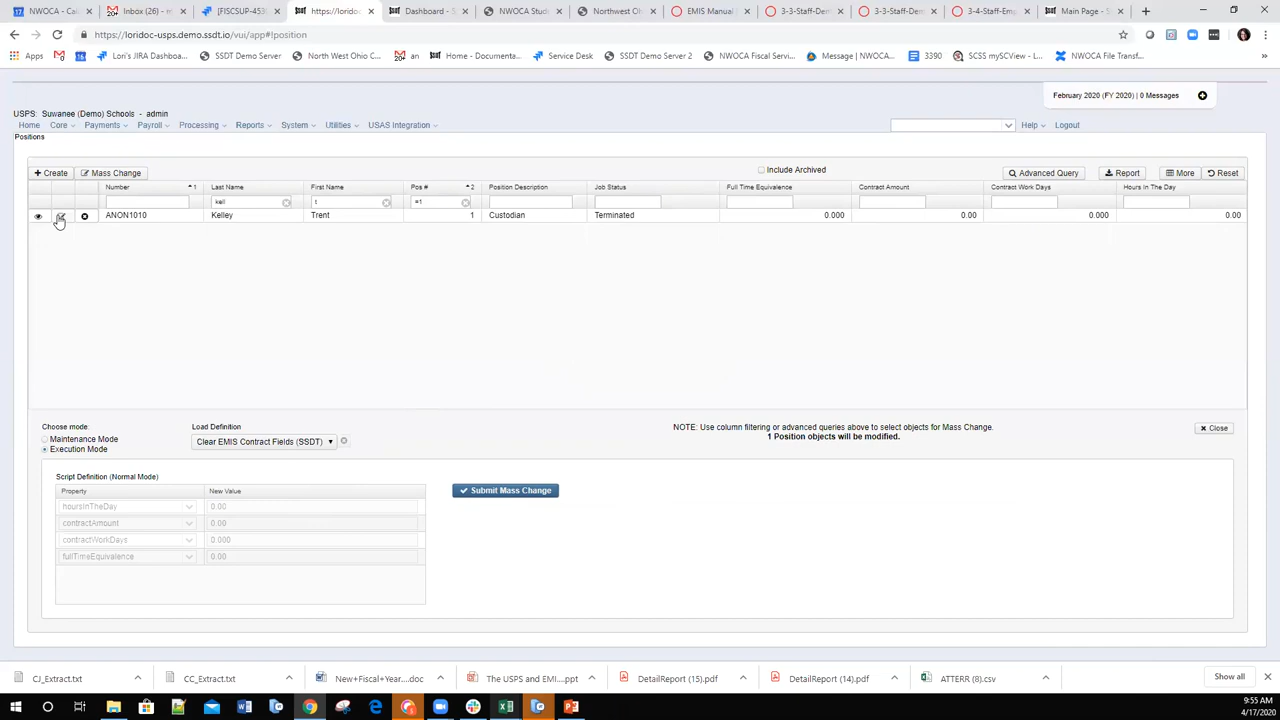 NWOCA - Cal
Inbox (26) - m
[FISCSUP-453
https://loridoc
Dashboard - S
NWOCA Stud
Northwest Ohi
EMIS Manual
3-3-Staff-Dem
3-3-Staff-Dem
3-4-Staff-Emp
Main Page - S
loridoc-usps.demo.ssdt.io/vui/app#!position
Apps
Lori's JIRA Dashboa...
SSDT Demo Server
North West Ohio C...
an
Home - Documenta...
Service Desk
SSDT Demo Server 2
NWOCA Fiscal Servi...
Message | NWOCA/...
3390
SCSS mySCView - L...
NWOCA File Transf...
February 2020 (FY 2020) | 0 Messages
USPS: Suwanee (Demo) Schools - admin
Home Core Payments Payroll Processing Reports System Utilities USAS Integration Help Logout
Positions
Create Mass Change Include Archived Advanced Query Report More Reset
Number 1 Last Name First Name Pos # 2 Position Description Job Status Full Time Equivalence Contract Amount Contract Work Days Hours In The Day
kell t =1
ANON1010 Kelley Trent 1 Custodian Terminated 0.000 0.00 0.000 0.00
Choose mode: Load Definition NOTE: Use column filtering or advanced queries above to select objects for Mass Change. Close
Maintenance Mode Clear EMIS Contract Fields (SSDT) 1 Position objects will be modified.
Execution Mode
Script Definition (Normal Mode)
Property New Value Submit Mass Change
hoursInTheDay 0.00
contractAmount 0.00
contractWorkDays 0.000
fullTimeEquivalence 0.00
CJ_Extract.txt
CC_Extract.txt
New+Fiscal+Year....doc
The USPS and EMI....ppt
DetailReport (15).pdf
DetailReport (14).pdf
ATTERR (8).csv
Show all
9:55 AM
4/17/2020